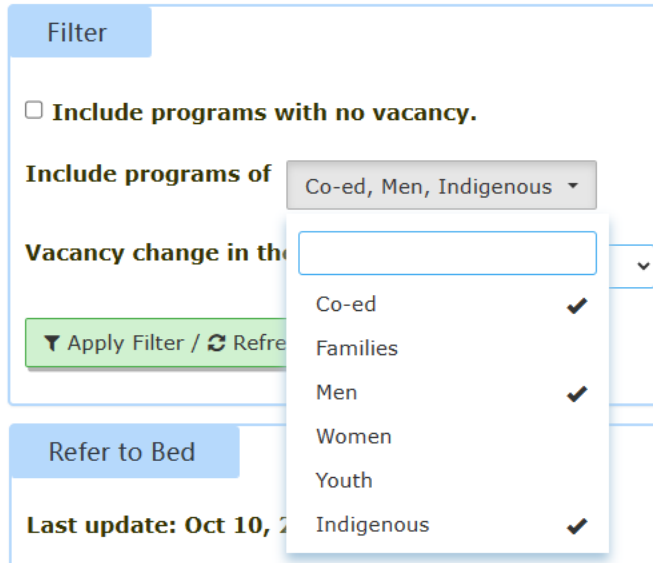 Filter
Include programs with no vacancy.
Include programs of Co-ed, Men, Indigenous
Vacancy change in the
Co-ed
Families
Apply Filter / Refre
Men
Women
Refer to Bed
Youth
Last update: Oct 10,
Indigenous